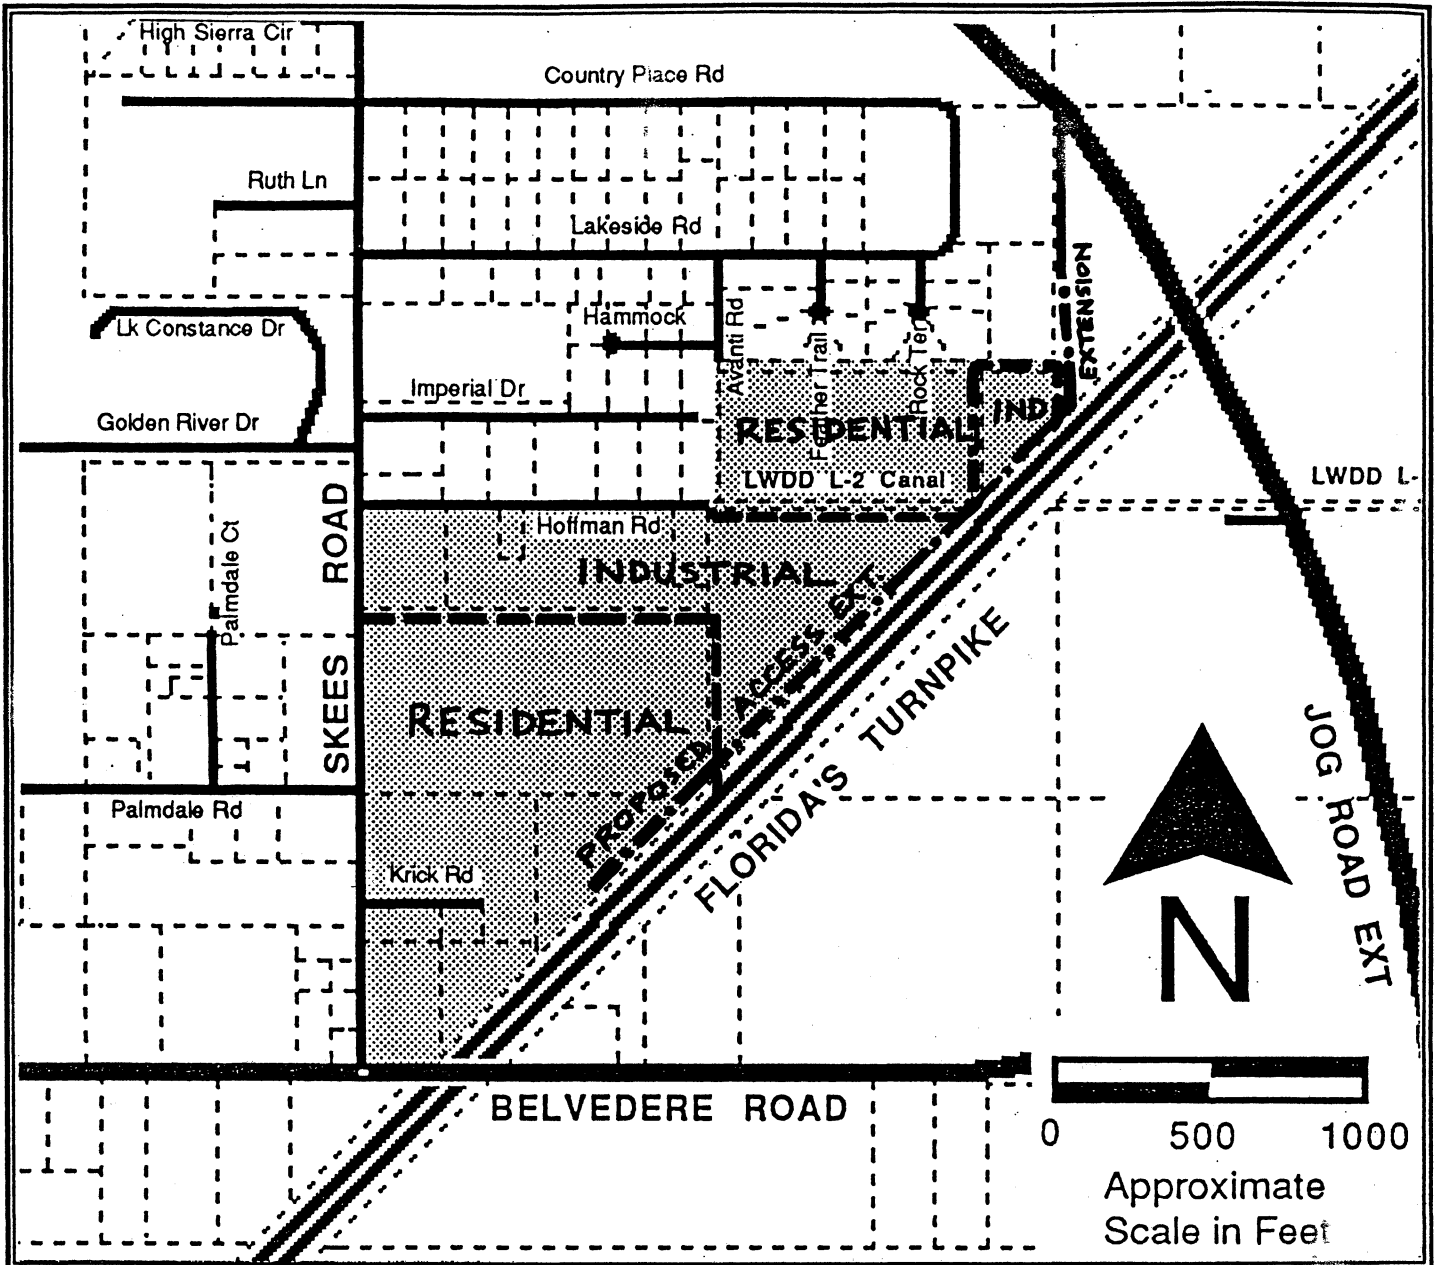 High Sierra Cir
Country Place Rd
Ruth Ln
Lakeside Rd
EXTENSION
Hammock
Lk Constance Dr
Avanti Rd
Feather Trail
Rock Ter
Imperial Dr
IND
Golden River Dr
RESIDENTIAL
LWDD L-2 Canal
LWDD L-
Hoffman Rd
Palmdale Ct
INDUSTRIAL
SKEES ROAD
RESIDENTIAL
PROPOSED ACCESS EXT.
FLORIDA'S TURNPIKE
JOG ROAD EXT
Palmdale Rd
Krick Rd
N
BELVEDERE ROAD
0 500 1000
Approximate
Scale in Feet